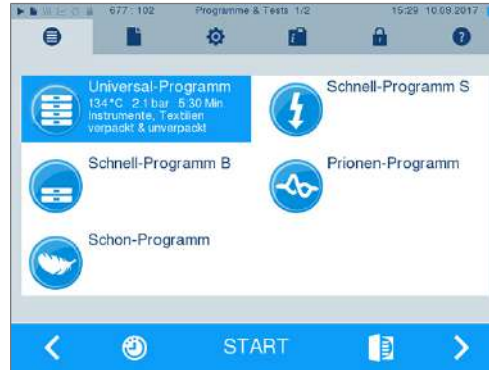 677 : 102 Programme & Tests 1/2 15:29 10.09.2017
Universal-Programm
134°C 2.1 bar 5:30 Min.
Instrumente, Textilien
verpackt & unverpackt
Schnell-Programm S
Schnell-Programm B
Prionen-Programm
Schon-Programm
START